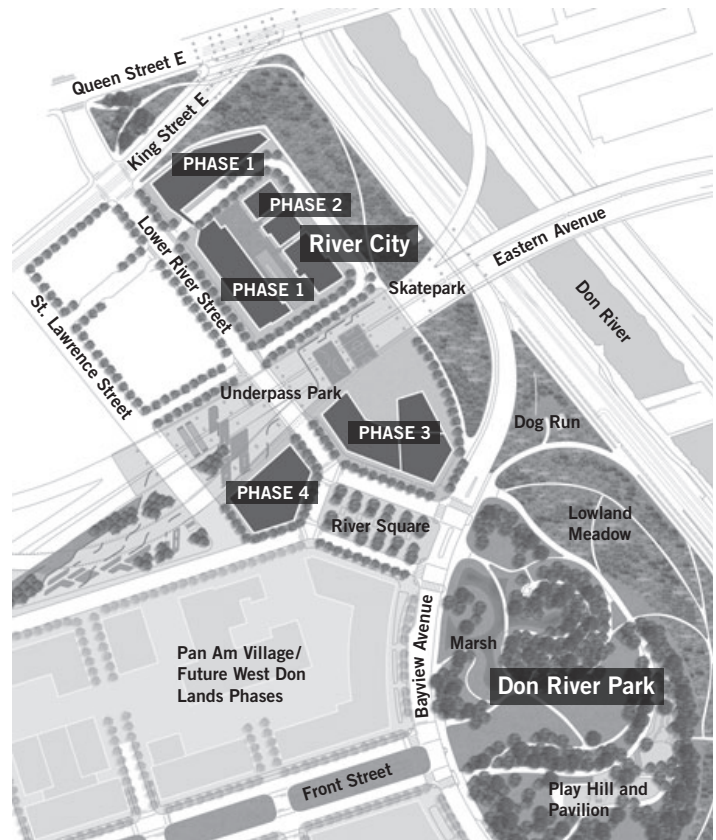 Queen Street E
King Street E
PHASE 1
PHASE 2
River City
Lower River Street
PHASE 1
Eastern Avenue
Skatepark
Don River
St. Lawrence Street
Underpass Park
Dog Run
PHASE 3
PHASE 4
River Square
Lowland
Meadow
Bayview Avenue
Marsh
Pan Am Village/
Future West Don
Lands Phases
Don River Park
Front Street
Play Hill and
Pavilion